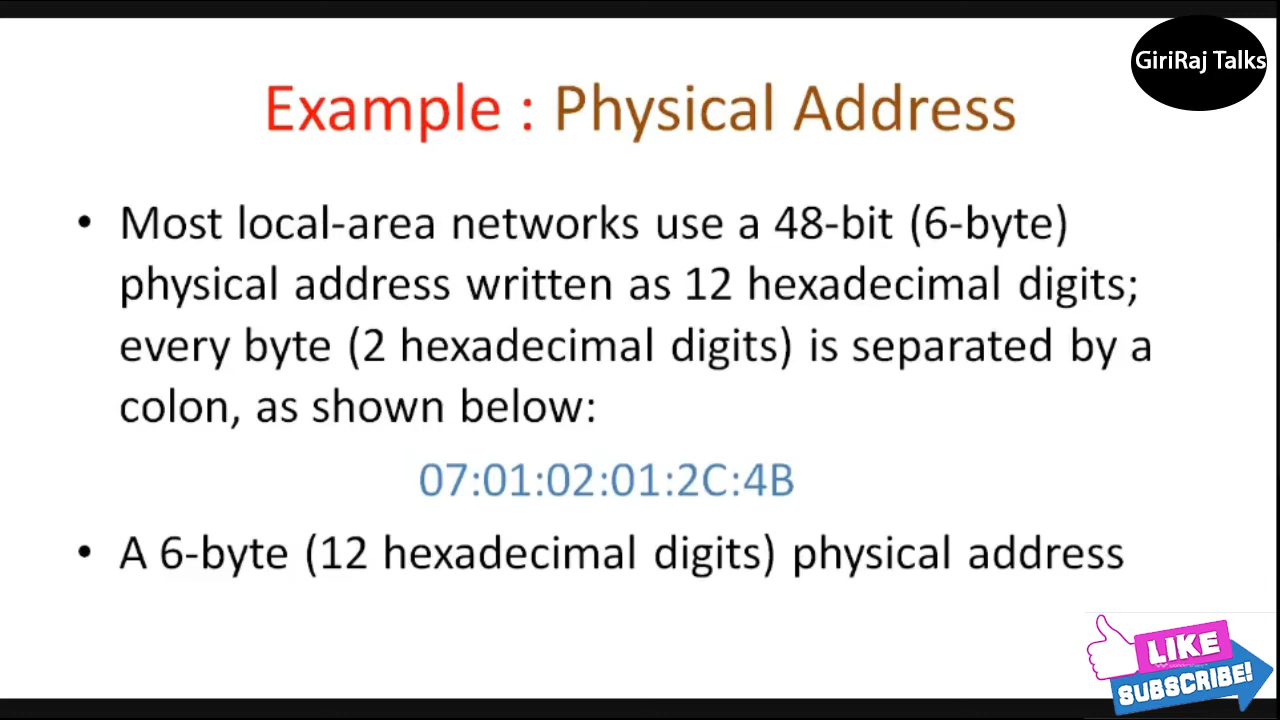 GiriRaj Talks
Example : Physical Address
• Most local-area networks use a 48-bit (6-byte)
physical address written as 12 hexadecimal digits;
every byte (2 hexadecimal digits) is separated by a
colon, as shown below:
07:01:02:01:2C:4B
• A 6-byte (12 hexadecimal digits) physical address
LIKE
SUBSCRIBE!